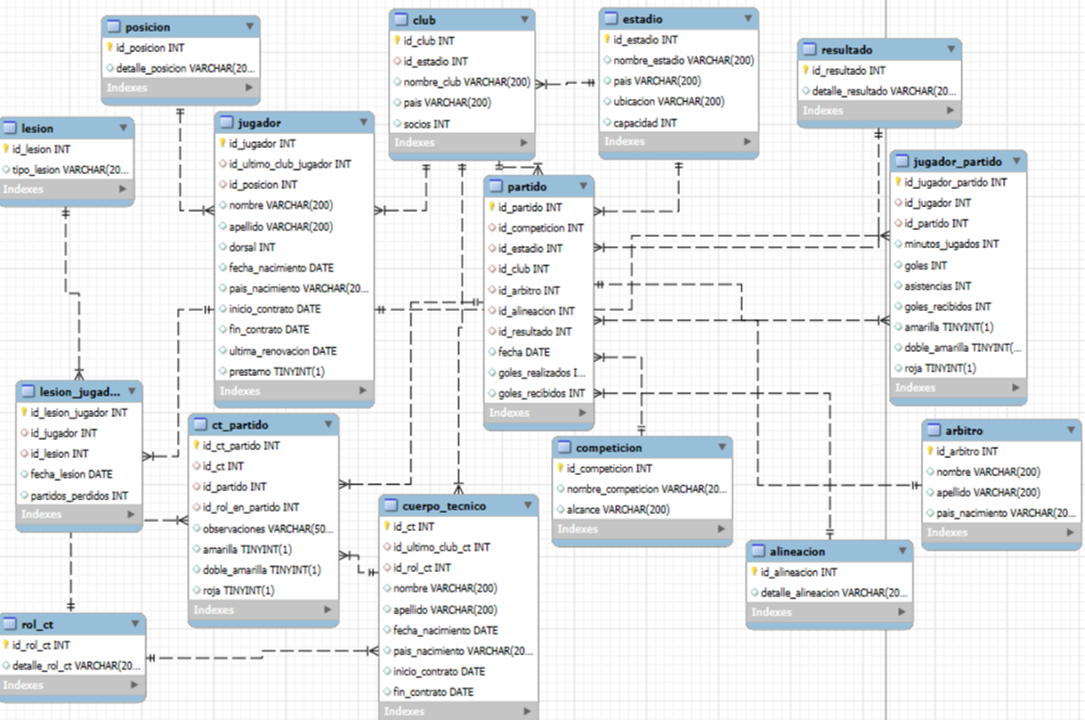 posicion
id_posicion INT
detalle_posicion VARCHAR(20...
Indexes
club
id_club INT
id_estadio INT
nombre_club VARCHAR(200)
pais VARCHAR(200)
socios INT
Indexes
estadio
id_estadio INT
nombre_estadio VARCHAR(200)
pais VARCHAR(200)
ubicacion VARCHAR(200)
capacidad INT
Indexes
resultado
id_resultado INT
detalle_resultado VARCHAR(20...
Indexes
lesion
id_lesion INT
tipo_lesion VARCHAR(20...
Indexes
jugador
id_jugador INT
id_ultimo_club_jugador INT
id_posicion INT
nombre VARCHAR(200)
apellido VARCHAR(200)
dorsal INT
fecha_nacimiento DATE
pais_nacimiento VARCHAR(20...
inicio_contrato DATE
fin_contrato DATE
ultima_renovacion DATE
prestamo TINYINT(1)
Indexes
partido
id_partido INT
id_competicion INT
id_estadio INT
id_club INT
id_arbitro INT
id_alineacion INT
id_resultado INT
fecha DATE
goles_realizados I...
goles_recibidos INT
Indexes
jugador_partido
id_jugador_partido INT
id_jugador INT
id_partido INT
minutos_jugados INT
goles INT
asistencias INT
goles_recibidos INT
amarilla TINYINT(1)
doble_amarilla TINYINT(...
roja TINYINT(1)
Indexes
lesion_jugad...
id_lesion_jugador INT
id_jugador INT
id_lesion INT
fecha_lesion DATE
partidos_perdidos INT
Indexes
ct_partido
id_ct_partido INT
id_ct INT
id_partido INT
id_rol_en_partido INT
observaciones VARCHAR(50...
amarilla TINYINT(1)
doble_amarilla TINYINT(1)
roja TINYINT(1)
Indexes
competicion
id_competicion INT
nombre_competicion VARCHAR(20...
alcance VARCHAR(200)
Indexes
arbitro
id_arbitro INT
nombre VARCHAR(200)
apellido VARCHAR(200)
pais_nacimiento VARCHAR(20...
Indexes
cuerpo_tecnico
id_ct INT
id_ultimo_club_ct INT
id_rol_ct INT
nombre VARCHAR(200)
apellido VARCHAR(200)
fecha_nacimiento DATE
pais_nacimiento VARCHAR(20...
inicio_contrato DATE
fin_contrato DATE
Indexes
alineacion
id_alineacion INT
detalle_alineacion VARCHAR(20...
Indexes
rol_ct
id_rol_ct INT
detalle_rol_ct VARCHAR(20...
Indexes